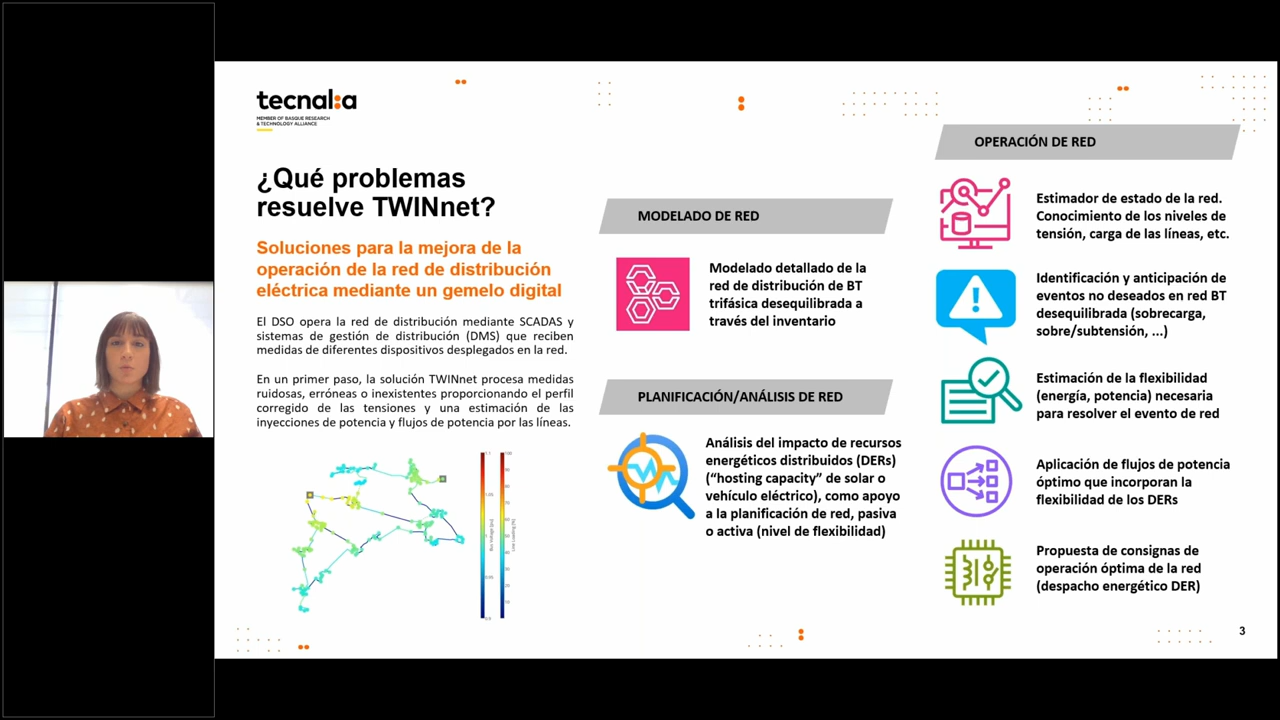 tecnal:a
MEMBER OF BASQUE RESEARCH
& TECHNOLOGY ALLIANCE
¿Qué problemas
resuelve TWINnet?
Soluciones para la mejora de la
operación de la red de distribución
eléctrica mediante un gemelo digital
El DSO opera la red de distribución mediante SCADAS y
sistemas de gestión de distribución (DMS) que reciben
medidas de diferentes dispositivos desplegados en la red.
En un primer paso, la solución TWINnet procesa medidas
ruidosas, erróneas o inexistentes proporcionando el perfil
corregido de las tensiones y una estimación de las
inyecciones de potencia y flujos de potencia por las líneas.
MODELADO DE RED
Modelado detallado de la
red de distribución de BT
trifásica desequilibrada a
través del inventario
PLANIFICACIÓN/ANÁLISIS DE RED
Análisis del impacto de recursos
energéticos distribuidos (DERs)
(“hosting capacity” de solar o
vehículo eléctrico), como apoyo
a la planificación de red, pasiva
o activa (nivel de flexibilidad)
OPERACIÓN DE RED
Estimador de estado de la red.
Conocimiento de los niveles de
tensión, carga de las líneas, etc.
Identificación y anticipación de
eventos no deseados en red BT
desequilibrada (sobrecarga,
sobre/subtensión, ...)
Estimación de la flexibilidad
(energía, potencia) necesaria
para resolver el evento de red
Aplicación de flujos de potencia
óptimo que incorporan la
flexibilidad de los DERs
Propuesta de consignas de
operación óptima de la red
(despacho energético DER)
3